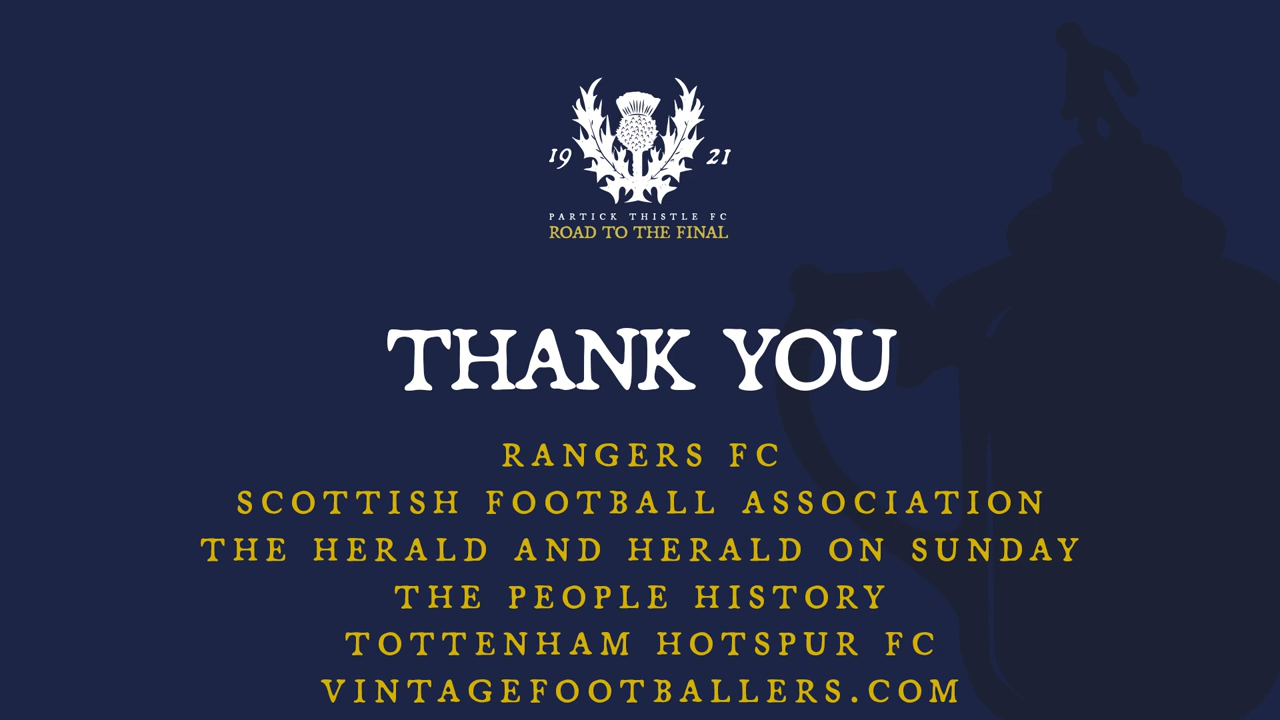 19 21
PARTICK THISTLE FC
ROAD TO THE FINAL
THANK YOU
RANGERS FC
SCOTTISH FOOTBALL ASSOCIATION
THE HERALD AND HERALD ON SUNDAY
THE PEOPLE HISTORY
TOTTENHAM HOTSPUR FC
VINTAGEFOOTBALLERS.COM